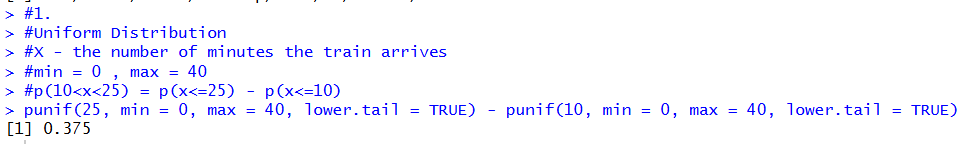 > #1.
> #Uniform Distribution
> #X - the number of minutes the train arrives
> #min = 0 , max = 40
> #p(10<x<25) = p(x<=25) - p(x<=10)
> punif(25, min = 0, max = 40, lower.tail = TRUE) - punif(10, min = 0, max = 40, lower.tail = TRUE)
[1] 0.375